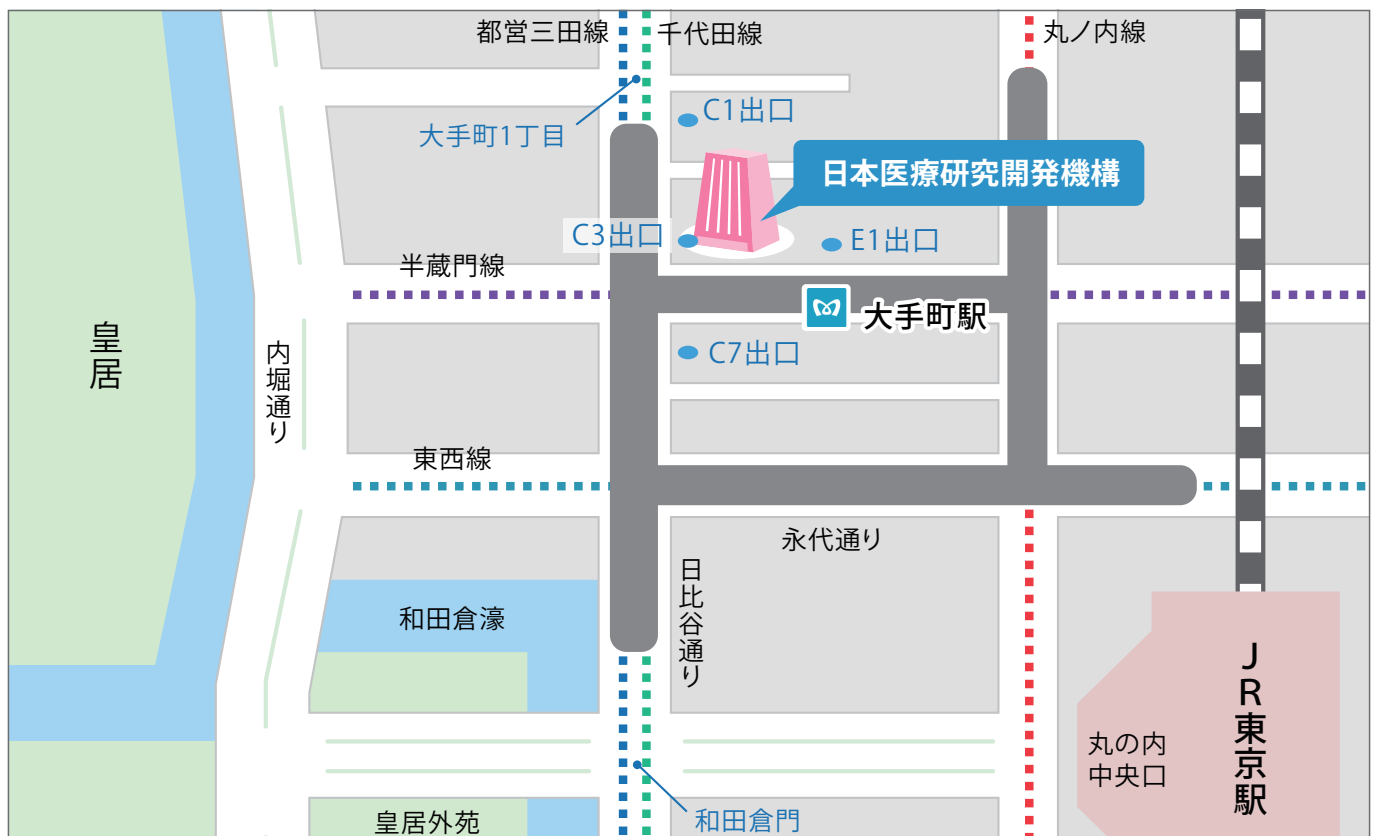 都営三田線
千代田線
丸ノ内線
大手町1丁目
C1出口
日本医療研究開発機構
C3出口
E1出口
半蔵門線
大手町駅
皇居
内堀通り
C7出口
東西線
永代通り
日比谷通り
和田倉濠
JR東京駅
丸の内
中央口
皇居外苑
和田倉門